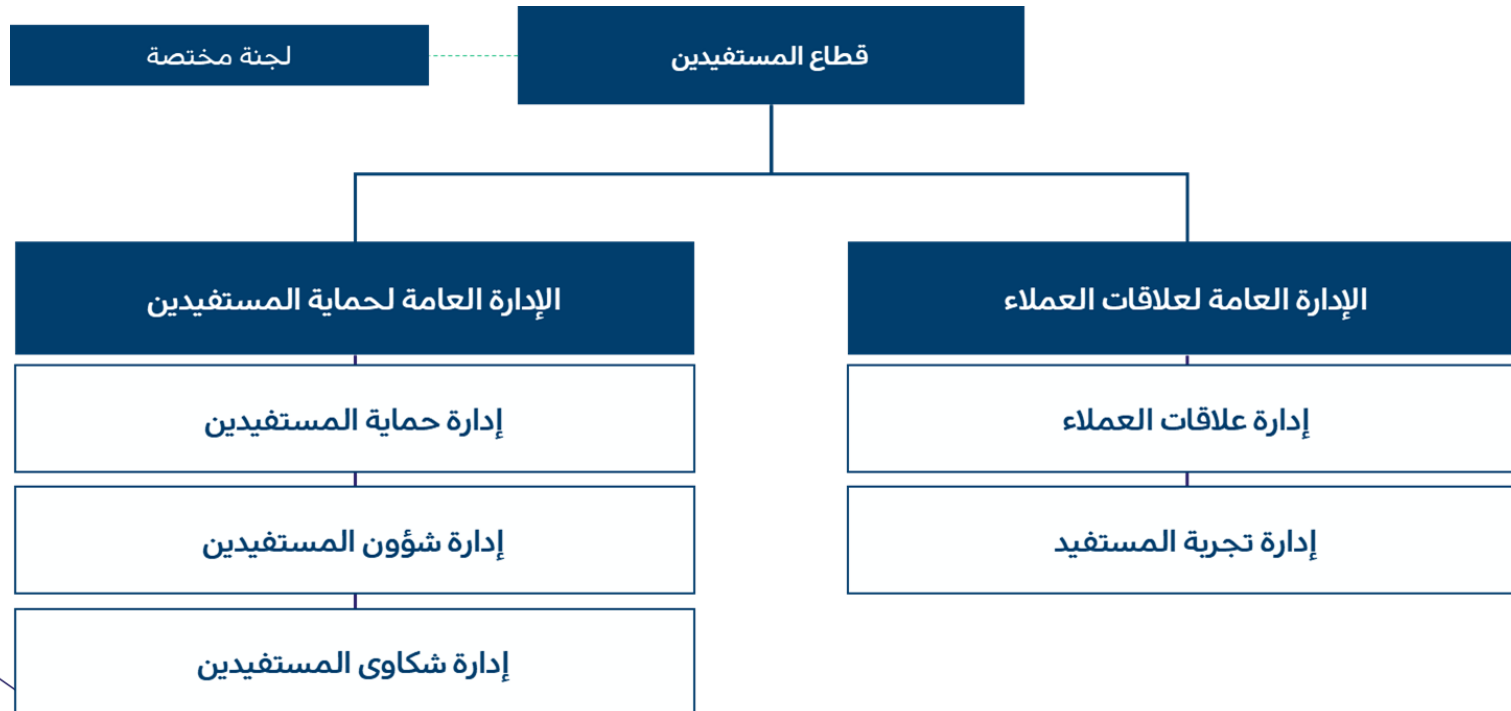 قطاع المستفيدين
لجنة مختصة
الإدارة العامة لعلاقات العملاء
الإدارة العامة لحماية المستفيدين
إدارة علاقات العملاء
إدارة حماية المستفيدين
إدارة تجربة المستفيد
إدارة شؤون المستفيدين
إدارة شكاوى المستفيدين